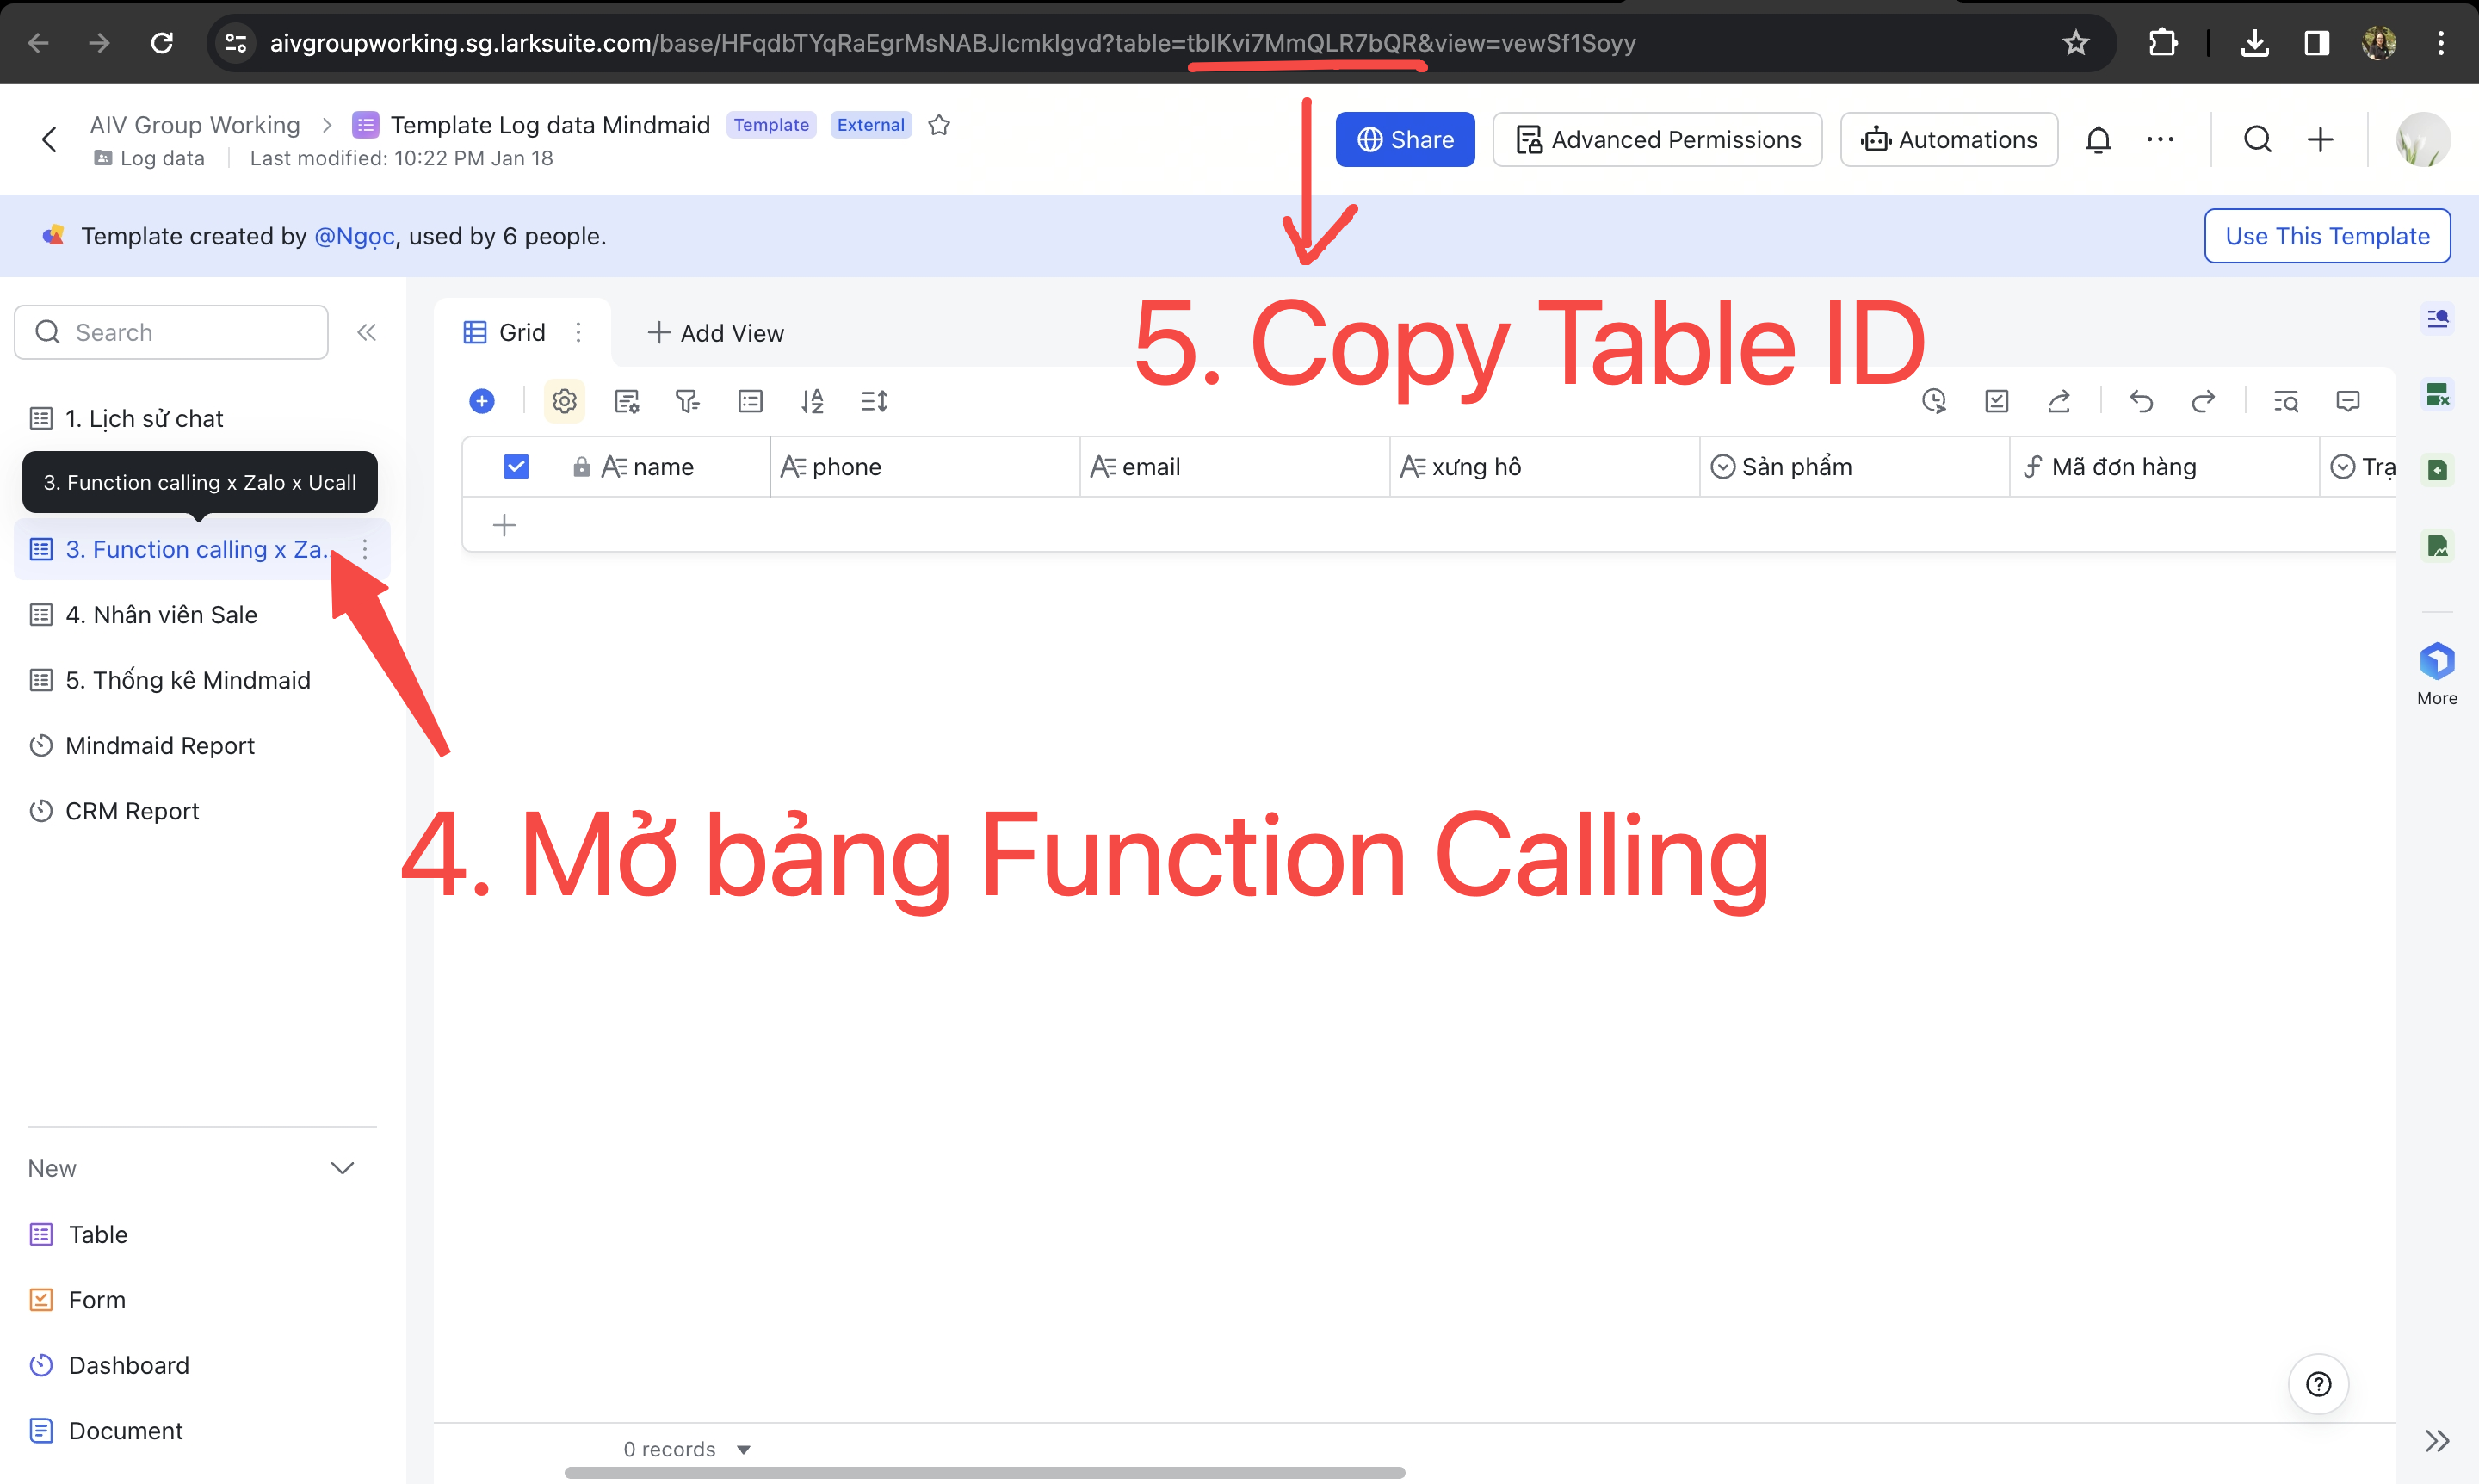 aivgroupworking.sg.larksuite.com/base/HFqdbTYqRaEgrMsNABJlcmklgvd?table=tblKvi7MmQLR7bQR&view=vewSf1Soyy
AIV Group Working > Template Log data Mindmaid Template External
Log data | Last modified: 10:22 PM Jan 18
Share
Advanced Permissions
Automations
Template created by @Ngọc, used by 6 people.
Use This Template
5. Copy Table ID
Search
Grid
Add View
1. Lịch sử chat
3. Function calling x Zalo x Ucall
3. Function calling x Za...
4. Nhân viên Sale
5. Thống kê Mindmaid
Mindmaid Report
CRM Report
name phone email xưng hô Sản phẩm Mã đơn hàng Trạ
More
4. Mở bảng Function Calling
New
Table
Form
Dashboard
Document
0 records